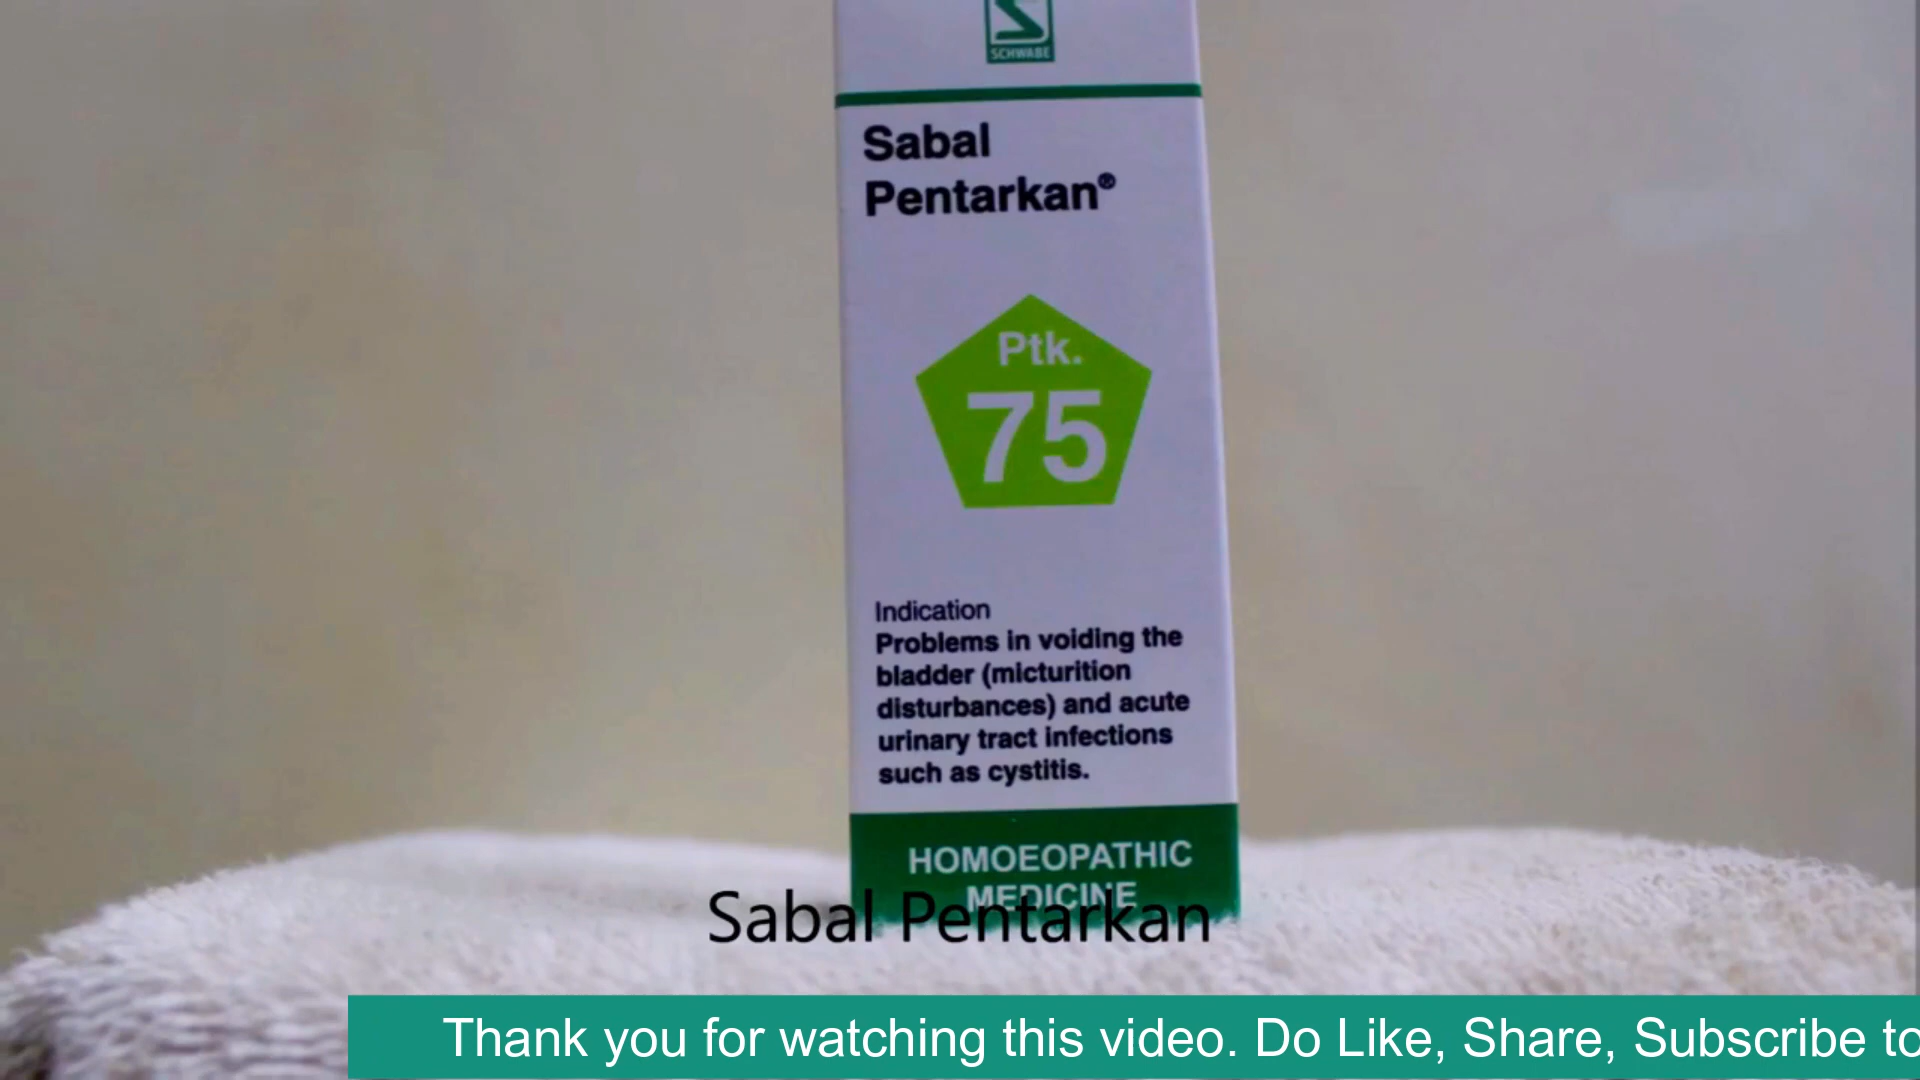 SCHWABE
Sabal
Pentarkan®
Ptk.
75
Indication
Problems in voiding the
bladder (micturition
disturbances) and acute
urinary tract infections
such as cystitis.
HOMOEOPATHIC
MEDICINE
Sabal Pentarkan
Thank you for watching this video. Do Like, Share, Subscribe to